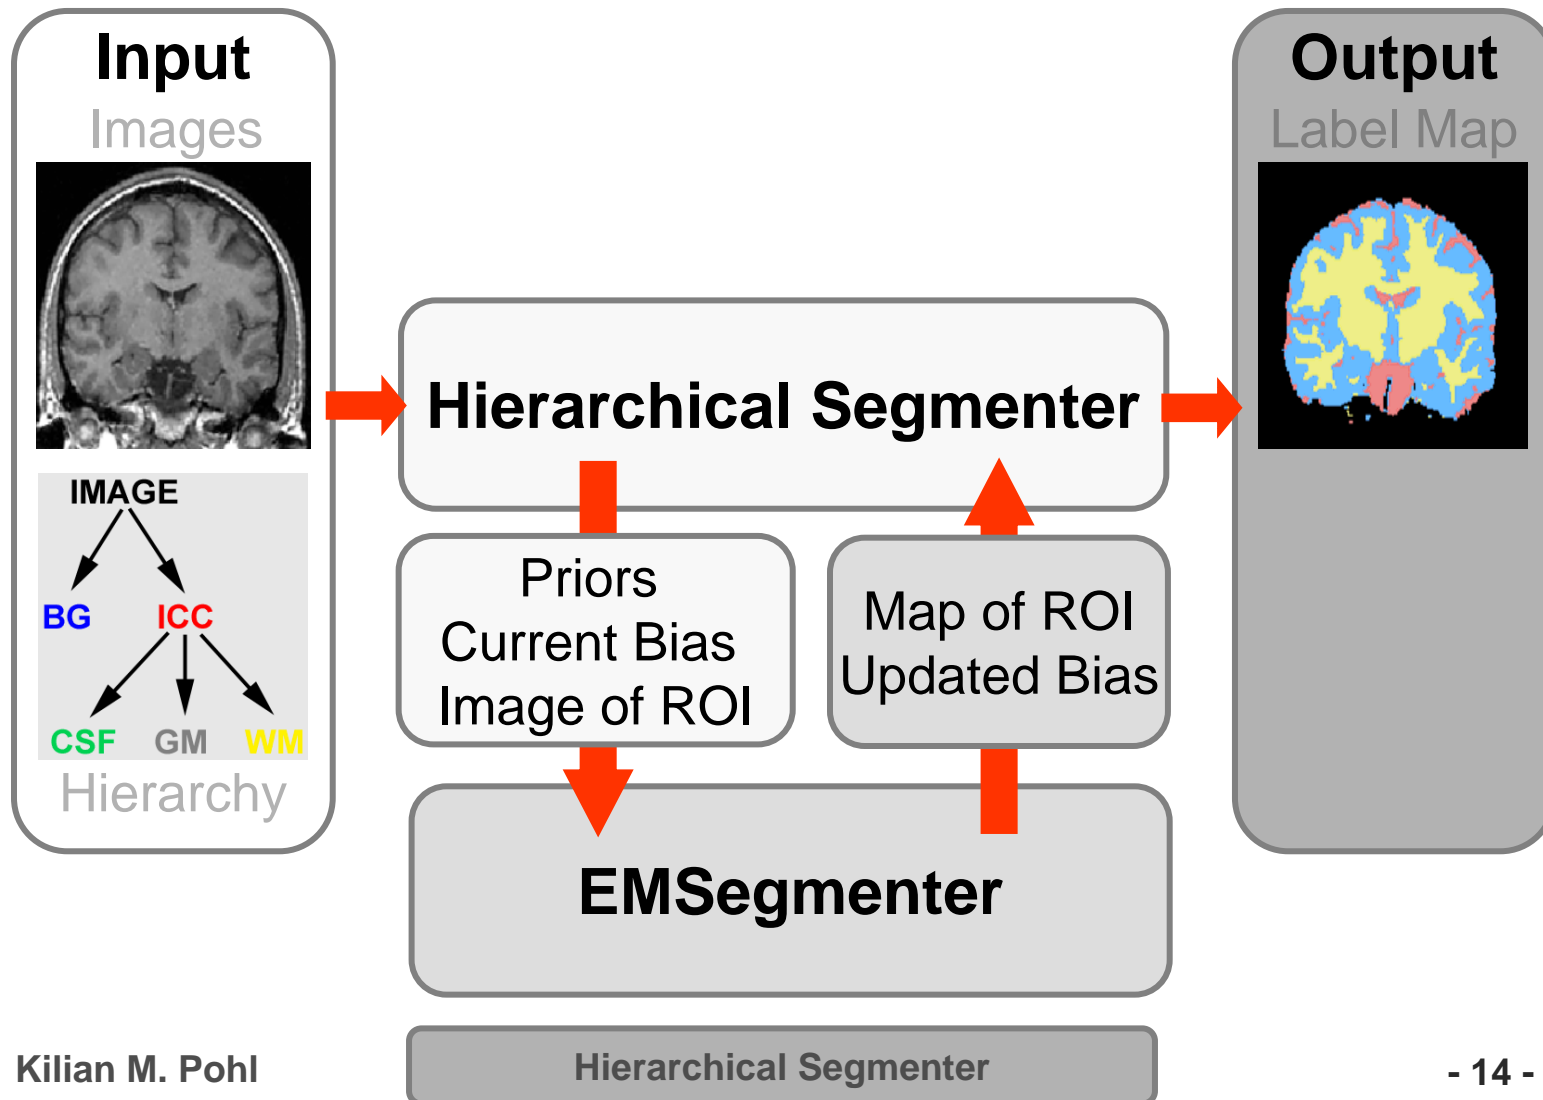 Input
Images
IMAGE
BG ICC
CSF GM WM
Hierarchy
Hierarchical Segmenter
Priors
Current Bias
Image of ROI
Map of ROI
Updated Bias
EMSegmenter
Output
Label Map
Kilian M. Pohl
Hierarchical Segmenter
- 14 -